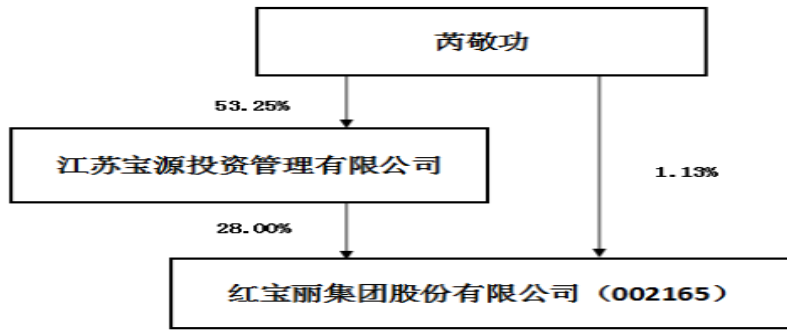 芮敬功
53.25%
江苏宝源投资管理有限公司
1.13%
28.00%
红宝丽集团股份有限公司（002165）